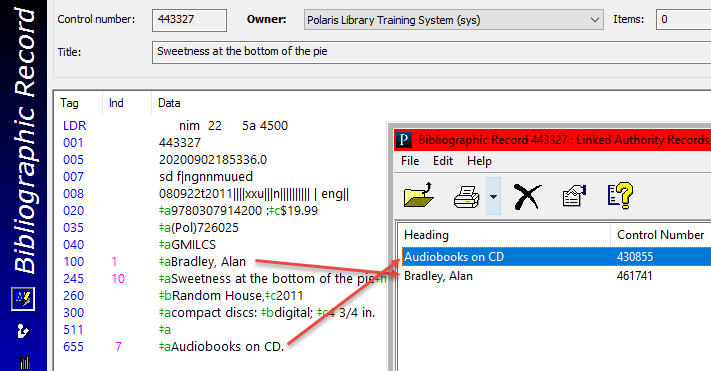 Bibliographic Record
Control number: 443327 Owner: Polaris Library Training System (sys) Items: 0
Title: Sweetness at the bottom of the pie
Tag Ind Data
LDR nim 22 5a 4500
001 443327
005 20200902185336.0
007 sd f|ngnnmmued
008 080922t2011||||xxu|||n|||||||||| | eng||
020 ‡a9780307914200 :‡c$19.99
035 ‡a(Pol)726025
040 ‡aGMILCS
100 1 ‡aBradley, Alan
245 10 ‡aSweetness at the bottom of the pie‡h
260 ‡bRandom House,‡c2011
300 ‡acompact discs: ‡bdigital; ‡c4 3/4 in.
511 ‡a
655 7 ‡aAudiobooks on CD.
P Bibliographic Record 443327 : Linked Authority Records
File Edit Help
Heading Control Number
Audiobooks on CD 430855
Bradley, Alan 461741